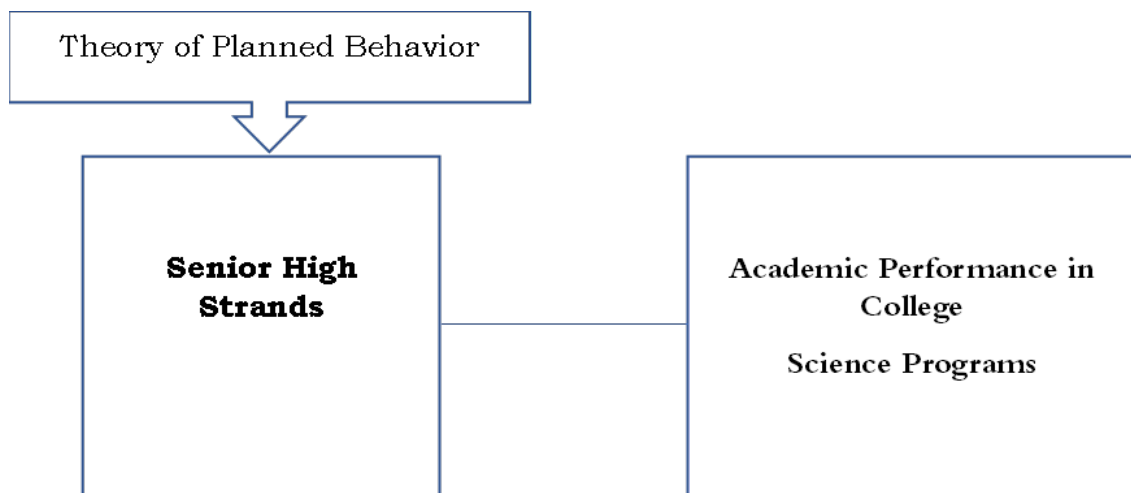 Theory of Planned Behavior
Senior High
Strands
Academic Performance in
College
Science Programs